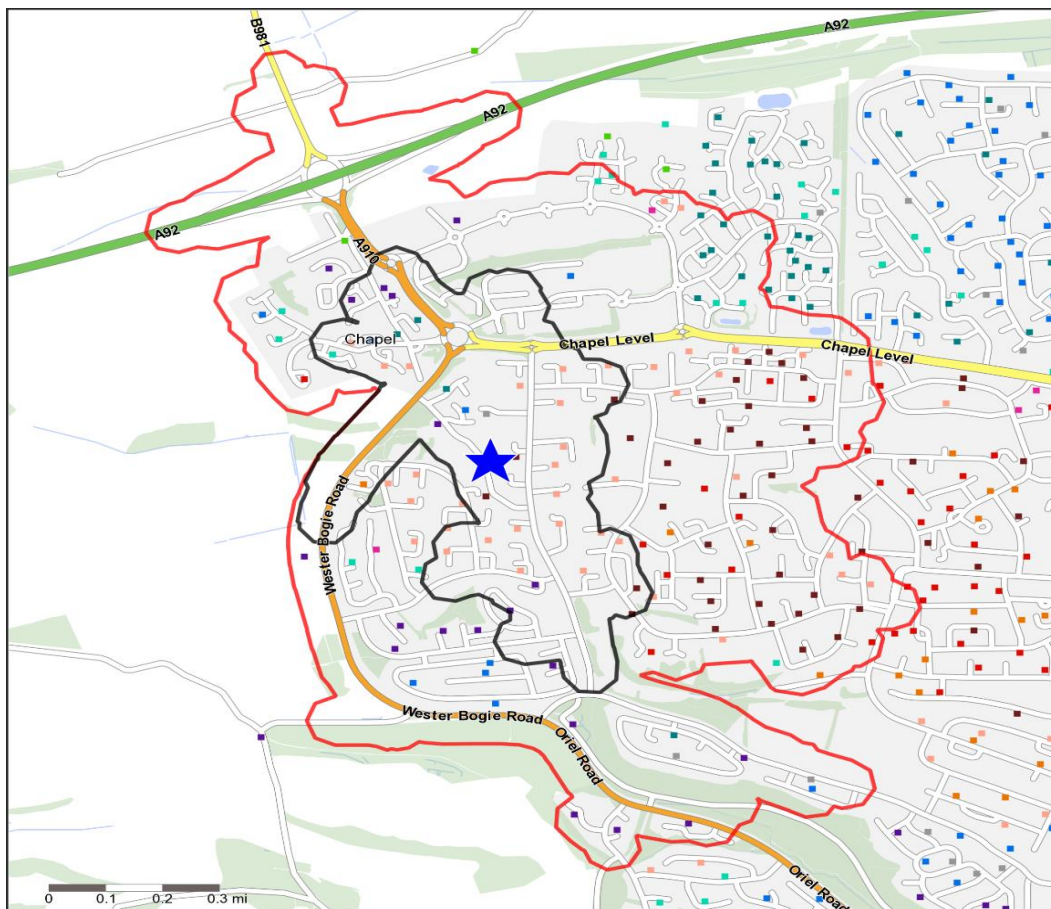 B981
A92
A92
A92
A910
Chapel
Chapel Level
Chapel Level
Wester Bogie Road
Wester Bogie Road
Oriel Road
Oriel Road
0 0.1 0.2 0.3 mi